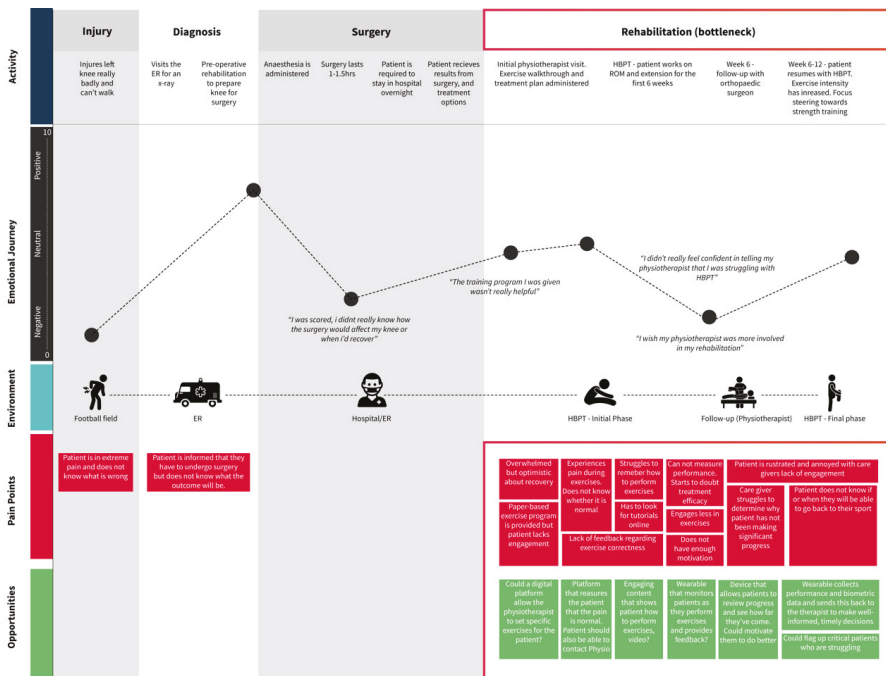 Injury
Diagnosis
Surgery
Rehabilitation (bottleneck)
Activity
Injures left
knee really
badly and
can't walk
Visits the
ER for an
x-ray
Pre-operative
rehabilitation
to prepare
knee for
surgery
Anaesthesia is
administered
Surgery lasts
1-1.5hrs
Patient is
required to
stay in hospital
overnight
Patient recieves
results from
surgery, and
treatment
options
Initial physiotherapist visit.
Exercise walkthrough and
treatment plan administered
HBPT - patient works on
ROM and extension for the
first 6 weeks
Week 6 -
follow-up with
orthopaedic
surgeon
Week 6-12 - patient
resumes with HBPT.
Exercise intensity
has inreased. Focus
steering towards
strength training
Emotional Journey
10
Positive
Neutral
Negative
0
"I was scared, i didnt really know how
the surgery would affect my knee or
when i'd recover"
"The training program I was given
wasn't really helpful"
"I didn't really feel confident in telling my
physiotherapist that I was struggling with
HBPT"
"I wish my physiotherapist was more involved
in my rehabilitation"
Environment
Football field
ER
Hospital/ER
HBPT - Initial Phase
Follow-up (Physiotherapist)
HBPT - Final phase
Pain Points
Patient is in extreme
pain and does not
know what is wrong
Patient is informed that they
have to undergo surgery
but does not know what the
outcome will be.
Overwhelmed
but optimistic
about recovery
Paper-based
exercise program
is provided but
patient lacks
engagement
Experiences
pain during
exercises.
Does not know
whether it is
normal
Struggles to
remeber how
to perform
exercises
Has to look
for tutorials
online
Lack of feedback regarding
exercise correctness
Can not measure
performance.
Starts to doubt
treatment
efficacy
Engages less in
exercises
Does not
have enough
motivation
Patient is rustrated and annoyed with care
givers lack of engagement
Care giver
struggles to
determine why
patient has not
been making
significant
progress
Patient does not know if
or when they will be able to
go back to their sport
Opportunities
Could a digital
platform
allow the
physiotherapist
to set specific
exercises for the
patient?
Platform
that reasures
the patient
that the pain is
normal. Patient
should also be able to
contact Physio
Engaging
content
that shows
patient how
to perform
exercises,
video?
Wearable
that monitors
patients as
they perform
exercises
and provides
feedback?
Device that
allows patients to
review progress
and see how far
they've come.
Could motivate
them to do better
Wearable collects
performance and biometric
data and sends this back to
the therapist to make well-
informed, timely decisions
Could flag up critical patients
who are struggling